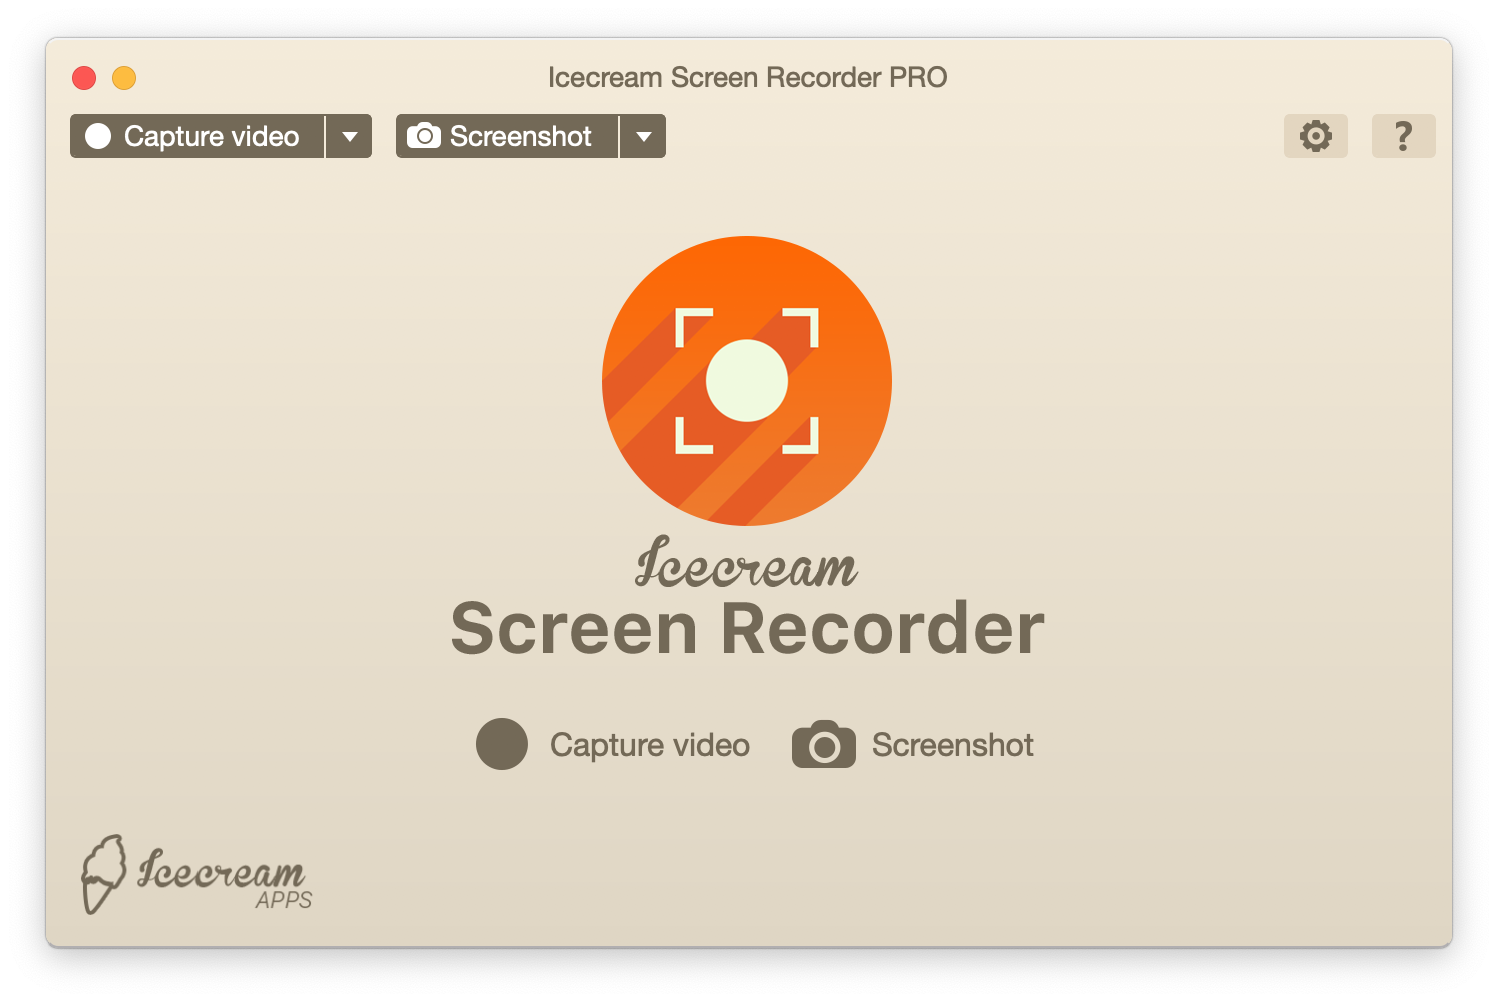 Icecream Screen Recorder PRO
Capture video Screenshot ?
Icecream
Screen Recorder
Capture video Screenshot
Icecream
APPS